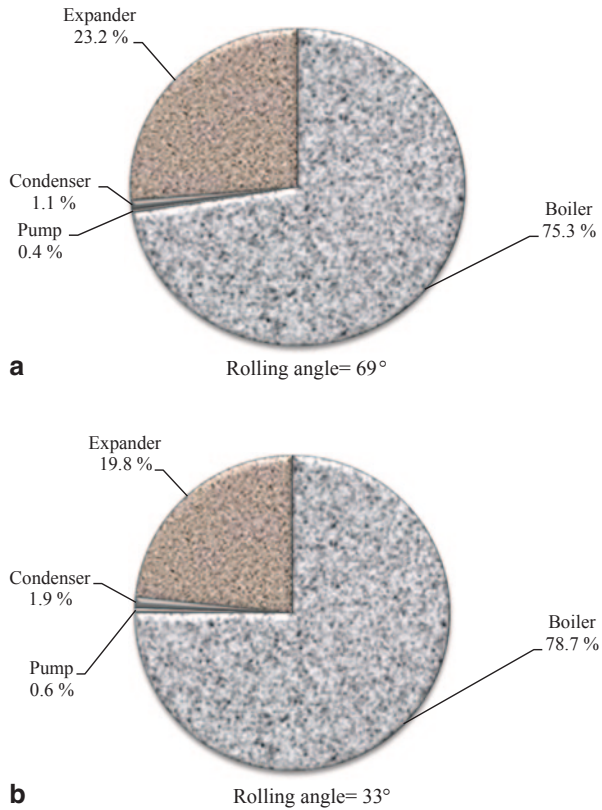 Expander
23.2 %
Condenser
1.1 %
Pump
0.4 %
Boiler
75.3 %
a
Rolling angle= 69°
Expander
19.8 %
Condenser
1.9 %
Pump
0.6 %
Boiler
78.7 %
b
Rolling angle= 33°